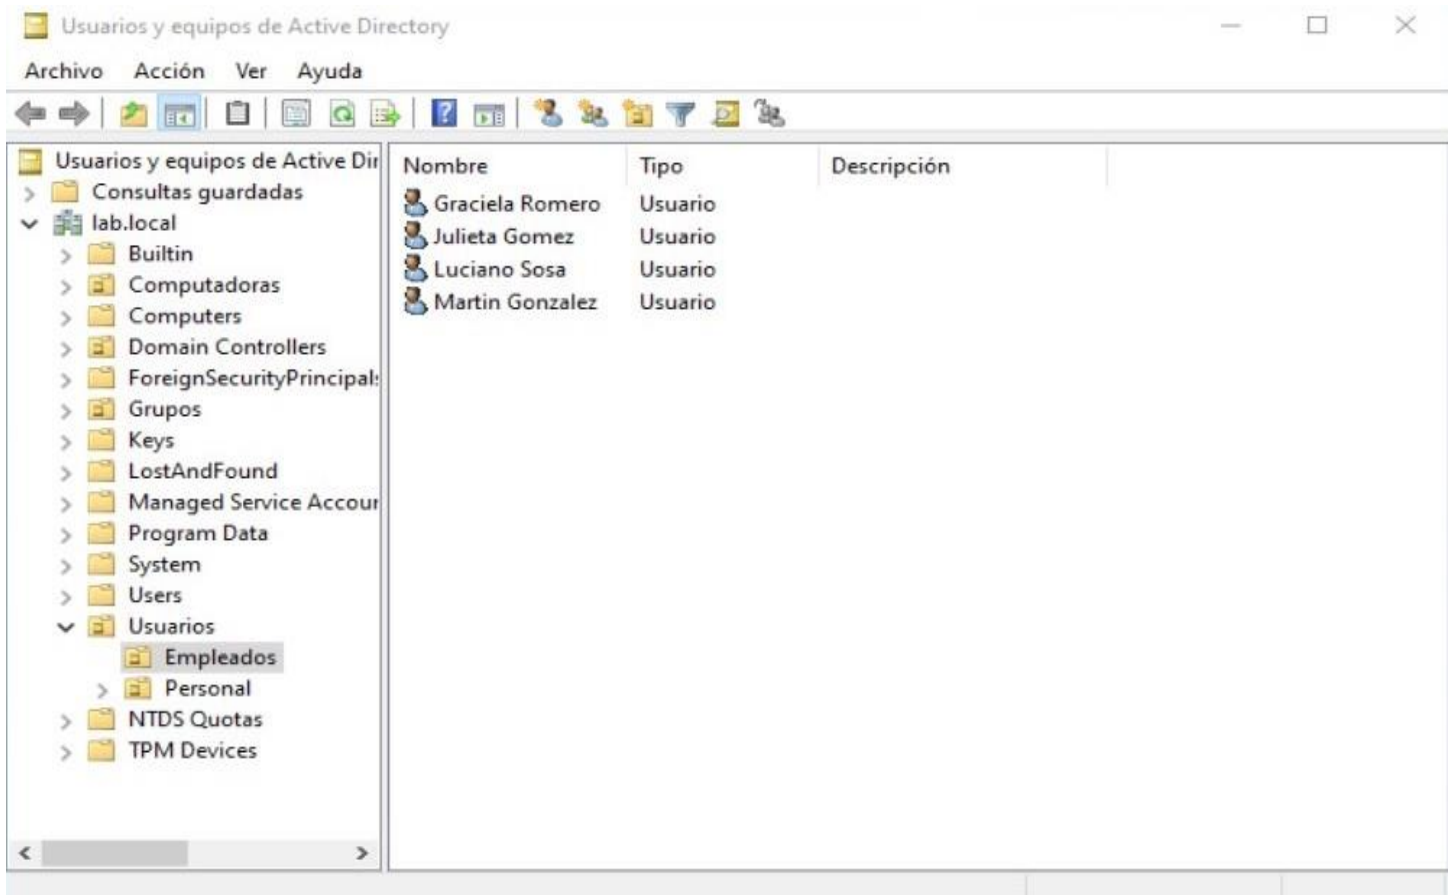 Usuarios y equipos de Active Directory
Archivo Acción Ver Ayuda
Usuarios y equipos de Active Dir
Consultas guardadas
lab.local
Builtin
Computadoras
Computers
Domain Controllers
ForeignSecurityPrincipals
Grupos
Keys
LostAndFound
Managed Service Accour
Program Data
System
Users
Usuarios
Empleados
Personal
NTDS Quotas
TPM Devices
Nombre Tipo Descripción
Graciela Romero Usuario
Julieta Gomez Usuario
Luciano Sosa Usuario
Martin Gonzalez Usuario